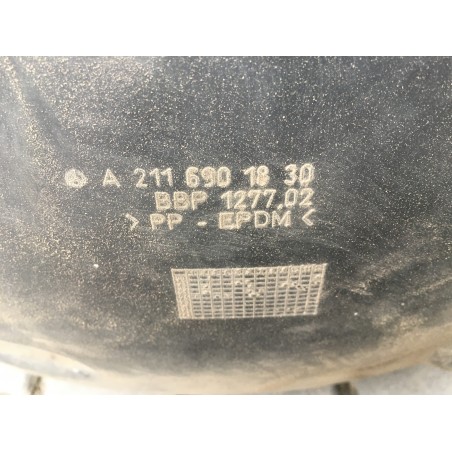 A 211 690 18 30
BBP 1277.02
> PP - EPDM <